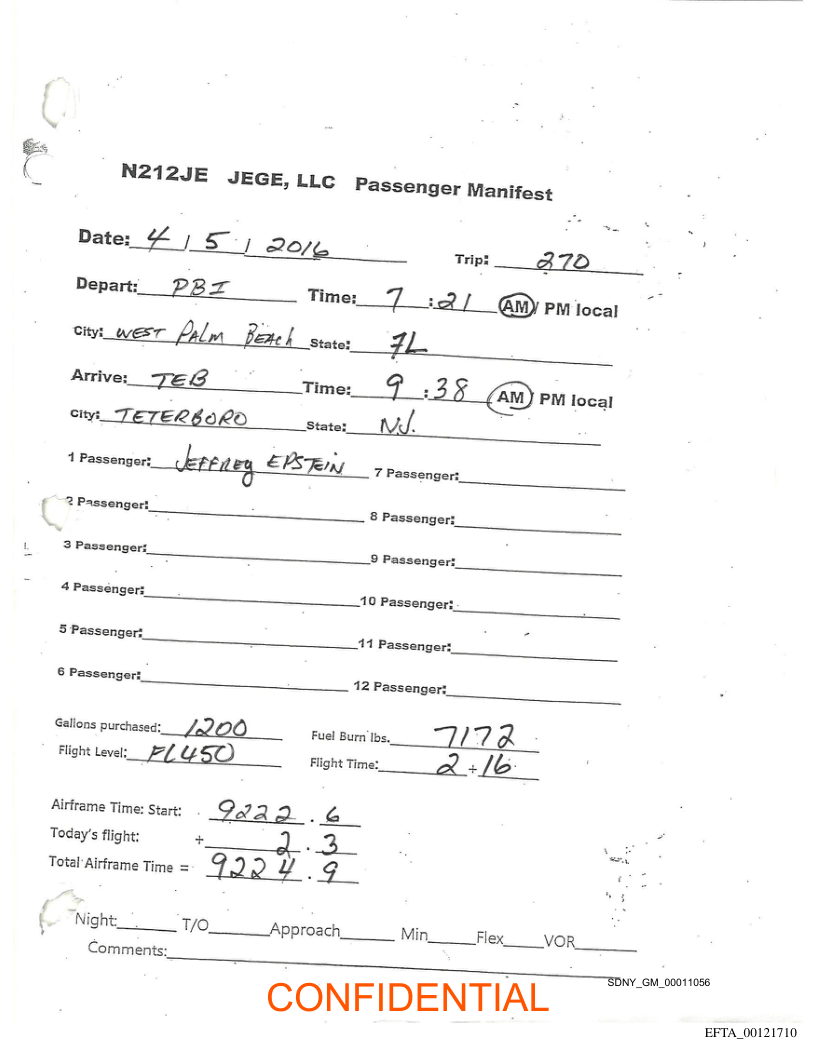 N212JE JEGE, LLC Passenger Manifest
Date: 4 / 5 / 2016
Trip: 270
Depart: PBI Time: 7 : 21 AM/ PM local
City: WEST PALM BEACH State: FL
Arrive: TEB Time: 9 : 38 AM/ PM local
City: TETERBORO State: NJ.
1 Passenger: JEFFREY EPSTEIN 7 Passenger:
2 Passenger: 8 Passenger:
3 Passenger: 9 Passenger:
4 Passenger: 10 Passenger:
5 Passenger: 11 Passenger:
6 Passenger: 12 Passenger:
Gallons purchased: 1200 Fuel Burn lbs. 7172
Flight Level: FL450 Flight Time: 2 + 16
Airframe Time: Start: 9222 . 6
Today's flight: + 2 . 3
Total Airframe Time = 9224 . 9
Night: T/O Approach Min Flex VOR
Comments:
SDNY_GM_00011056
CONFIDENTIAL
EFTA_00121710